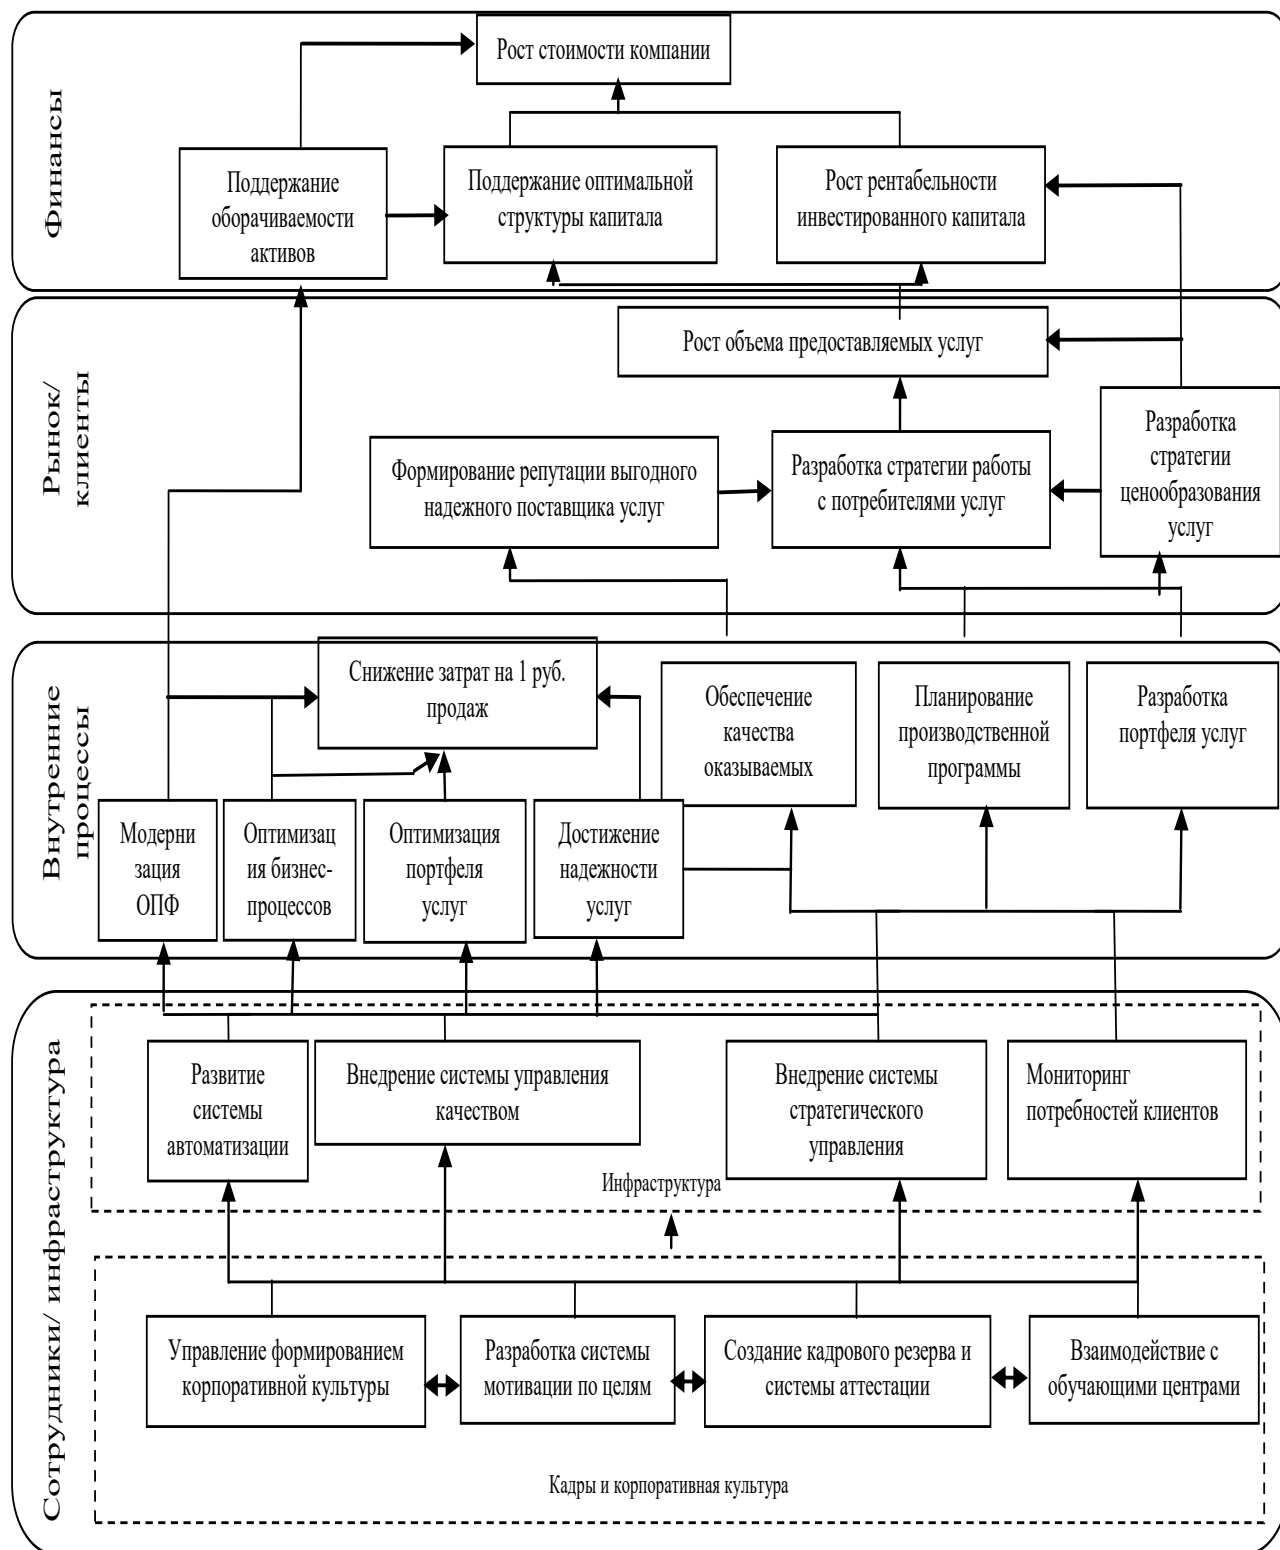 Финансы
Рост стоимости компании
Поддержание
оборачиваемости
активов
Поддержание оптимальной
структуры капитала
Рост рентабельности
инвестированного капитала
Рынок/
клиенты
Рост объема предоставляемых услуг
Формирование репутации выгодного
надежного поставщика услуг
Разработка стратегии работы
с потребителями услуг
Разработка
стратегии
ценообразования
услуг
Внутренние
процессы
Снижение затрат на 1 руб.
продаж
Обеспечение
качества
оказываемых
Планирование
производственной
программы
Разработка
портфеля услуг
Модерни
зация
ОПФ
Оптимизац
ия бизнес-
процессов
Оптимизация
портфеля
услуг
Достижение
надежности
услуг
Сотрудники/ инфраструктура
Развитие
системы
автоматизации
Внедрение системы управления
качеством
Внедрение системы
стратегического
управления
Мониторинг
потребностей клиентов
Инфраструктура
Управление формированием
корпоративной культуры
Разработка системы
мотивации по целям
Создание кадрового резерва и
системы аттестации
Взаимодействие с
обучающими центрами
Кадры и корпоративная культура